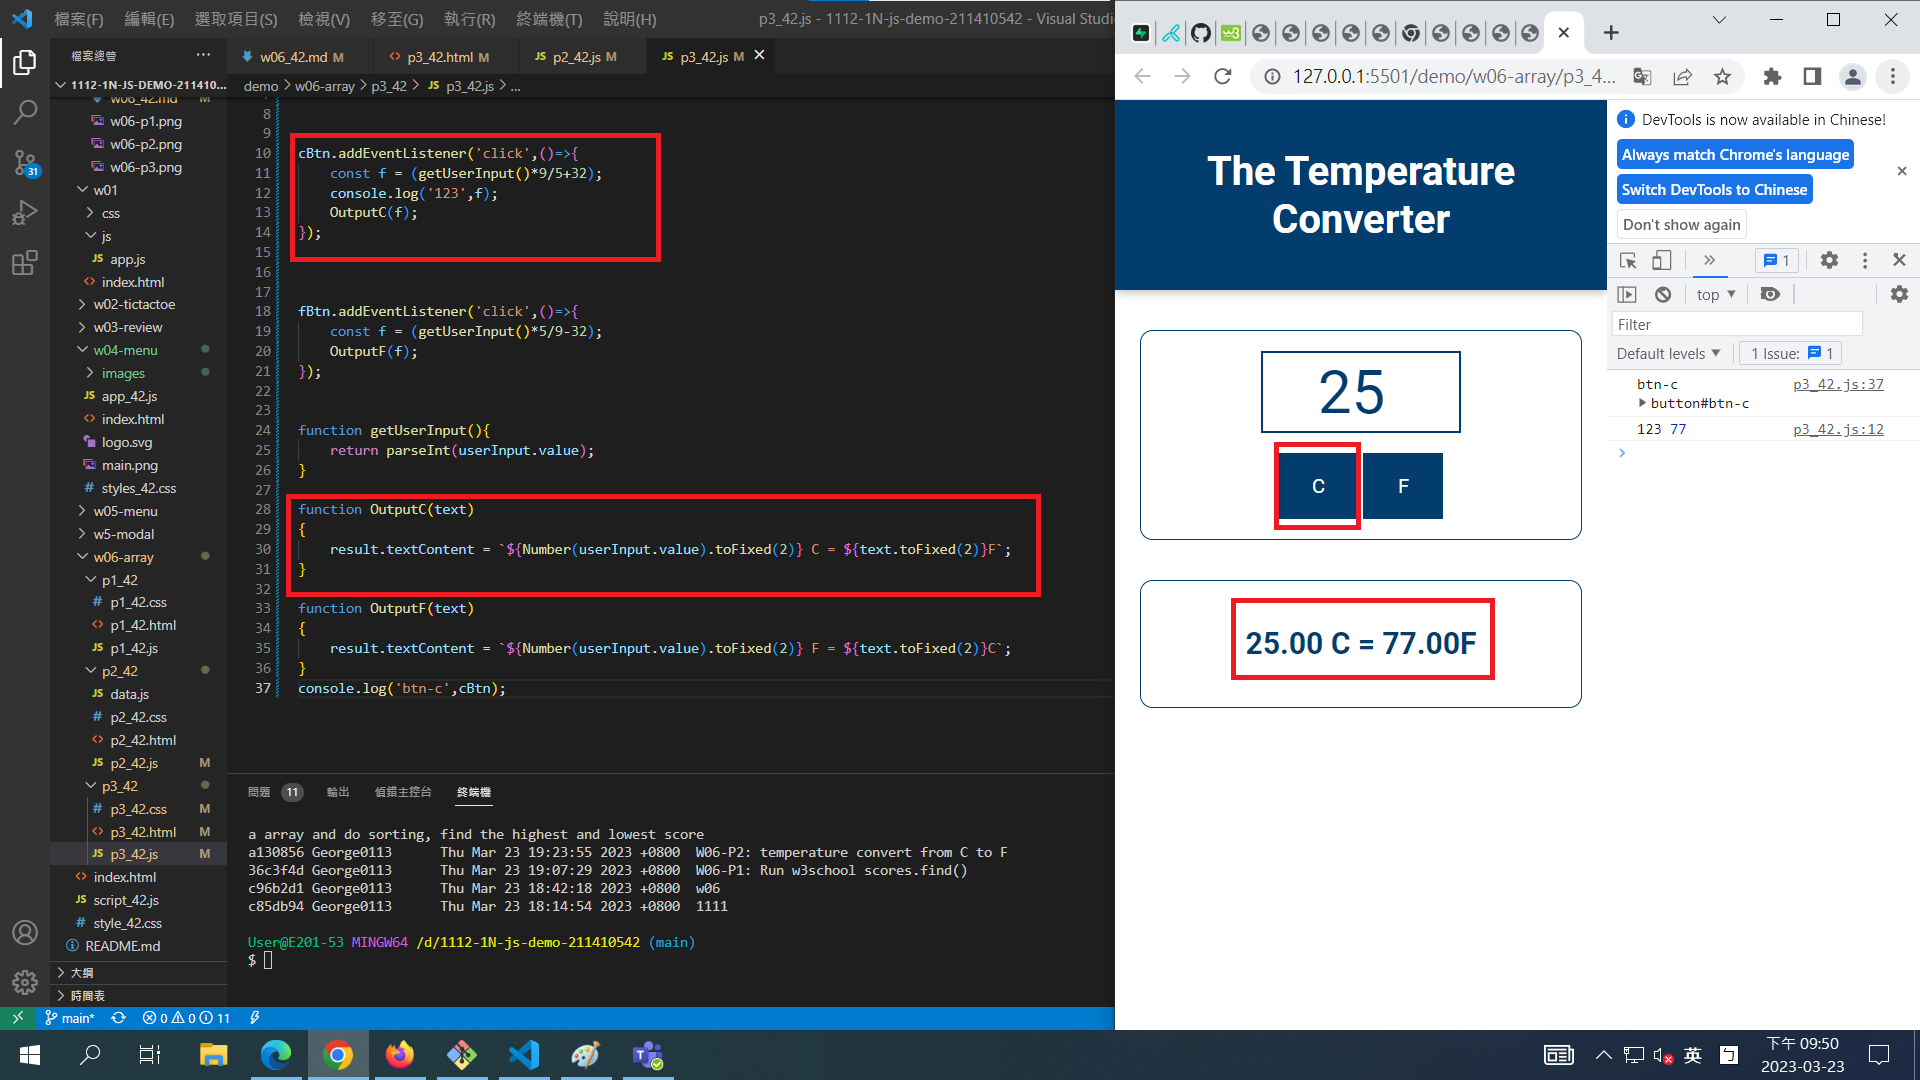 檔案(F) 編輯(E) 選取項目(S) 檢視(V) 移至(G) 執行(R) 終端機(T) 說明(H) p3_42.js - 1112-1N-js-demo-211410542 - Visual Studi
檔案總管 ···
1112-1N-JS-DEMO-211410...
w06_42.md M
w06-p1.png
w06-p2.png
w06-p3.png
w01
css
js
JS app.js
<> index.html
w02-tictactoe
w03-review
w04-menu
images
JS app_42.js
<> index.html
logo.svg
main.png
# styles_42.css
w05-menu
w5-modal
w06-array
p1_42
# p1_42.css
<> p1_42.html
JS p1_42.js
p2_42
JS data.js
# p2_42.css
<> p2_42.html
JS p2_42.js M
p3_42
# p3_42.css M
<> p3_42.html M
JS p3_42.js M
<> index.html
JS script_42.js
# style_42.css
README.md
大綱
時間表
31
w06_42.md M <> p3_42.html M JS p2_42.js M JS p3_42.js M
demo > w06-array > p3_42 > JS p3_42.js > ...
8
9
10 cBtn.addEventListener('click',()=>{
11 const f = (getUserInput()*9/5+32);
12 console.log('123',f);
13 OutputC(f);
14 });
15
16
17
18 fBtn.addEventListener('click',()=>{
19 const f = (getUserInput()*5/9-32);
20 OutputF(f);
21 });
22
23
24 function getUserInput(){
25 return parseInt(userInput.value);
26 }
27
28 function OutputC(text)
29 {
30 result.textContent = `${Number(userInput.value).toFixed(2)} C = ${text.toFixed(2)}F`;
31 }
32
33 function OutputF(text)
34 {
35 result.textContent = `${Number(userInput.value).toFixed(2)} F = ${text.toFixed(2)}C`;
36 }
37 console.log('btn-c',cBtn);
問題 11 輸出 偵錯主控台 終端機
a array and do sorting, find the highest and lowest score
a130856 George0113 Thu Mar 23 19:23:55 2023 +0800 W06-P2: temperature convert from C to F
36c3f4d George0113 Thu Mar 23 19:07:29 2023 +0800 W06-P1: Run w3school scores.find()
c96b2d1 George0113 Thu Mar 23 18:42:18 2023 +0800 w06
c85db94 George0113 Thu Mar 23 18:14:54 2023 +0800 1111
User@E201-53 MINGW64 /d/1112-1N-js-demo-211410542 (main)
$
main* 0 0 11
127.0.0.1:5501/demo/w06-array/p3_4...
The Temperature
Converter
25
C F
25.00 C = 77.00F
DevTools is now available in Chinese!
Always match Chrome's language
Switch DevTools to Chinese
Don't show again
1
top
Filter
Default levels 1 Issue: 1
btn-c p3_42.js:37
button#btn-c
123 77 p3_42.js:12
英 下午 09:50
2023-03-23